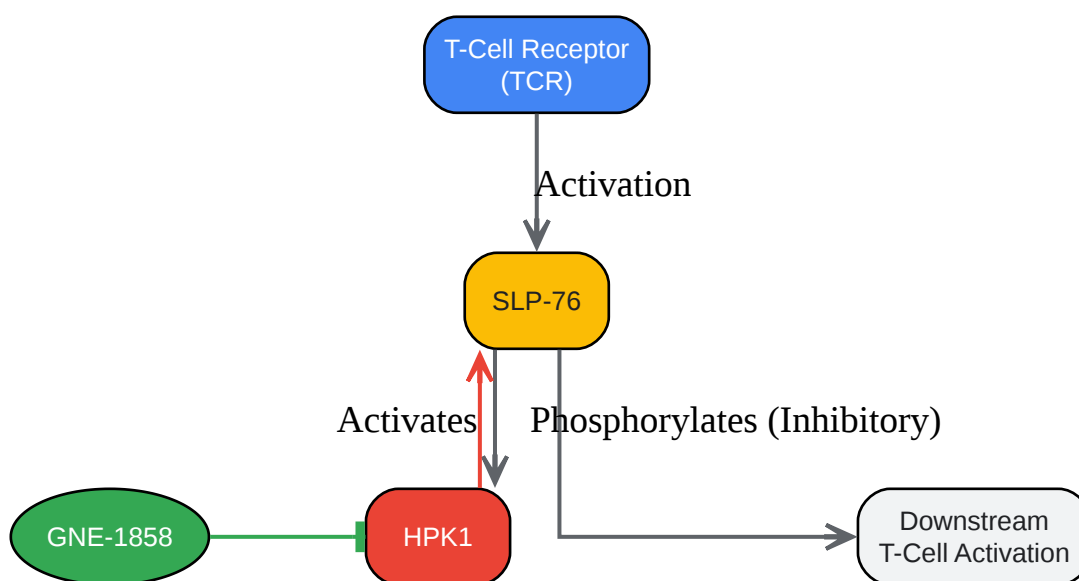 T-Cell Receptor
(TCR)
Activation
SLP-76
Activates
Phosphorylates (Inhibitory)
GNE-1858
HPK1
Downstream
T-Cell Activation